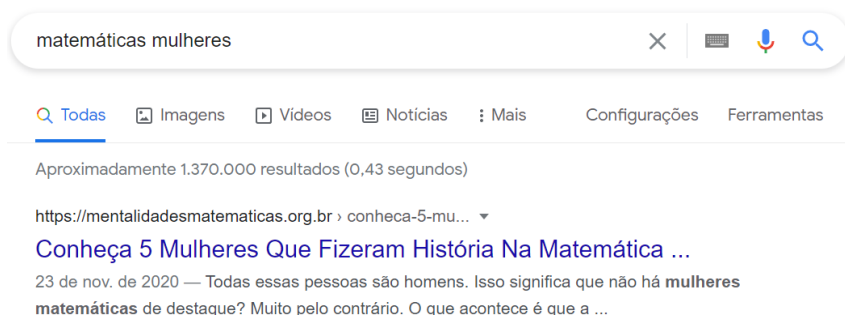 matemáticas mulheres
Todas Imagens Vídeos Notícias Mais Configurações Ferramentas
Aproximadamente 1.370.000 resultados (0,43 segundos)
https://mentalidadesmatematicas.org.br › conheca-5-mu...
Conheça 5 Mulheres Que Fizeram História Na Matemática ...
23 de nov. de 2020 — Todas essas pessoas são homens. Isso significa que não há mulheres
matemáticas de destaque? Muito pelo contrário. O que acontece é que a ...